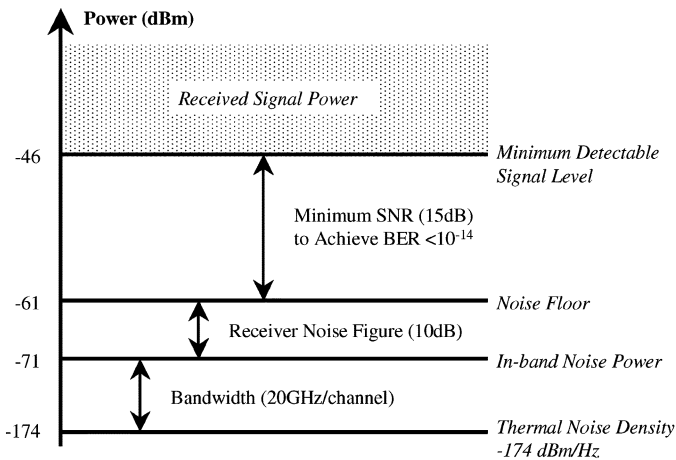 Power (dBm)
Received Signal Power
-46
Minimum Detectable
Signal Level
Minimum SNR (15dB)
to Achieve BER <10-14
-61
Noise Floor
Receiver Noise Figure (10dB)
-71
In-band Noise Power
Bandwidth (20GHz/channel)
-174
Thermal Noise Density
-174 dBm/Hz